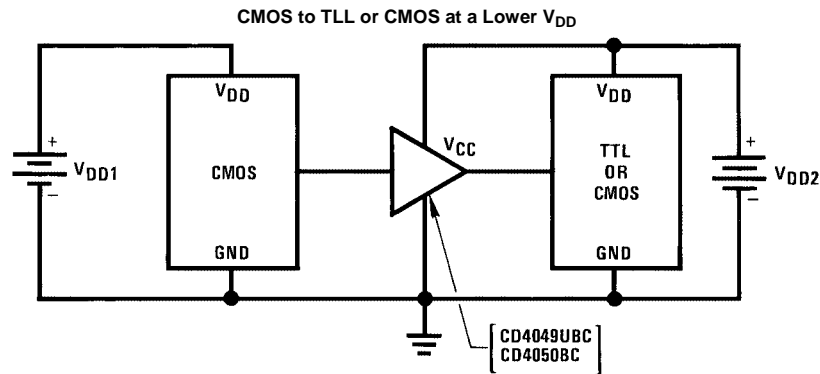 CMOS to TLL or CMOS at a Lower VDD
VDD
VDD
+
VCC
TTL
OR
CMOS
+
VDD1
CMOS
VDD2
-
-
GND
GND
CD4049UBC
CD4050BC